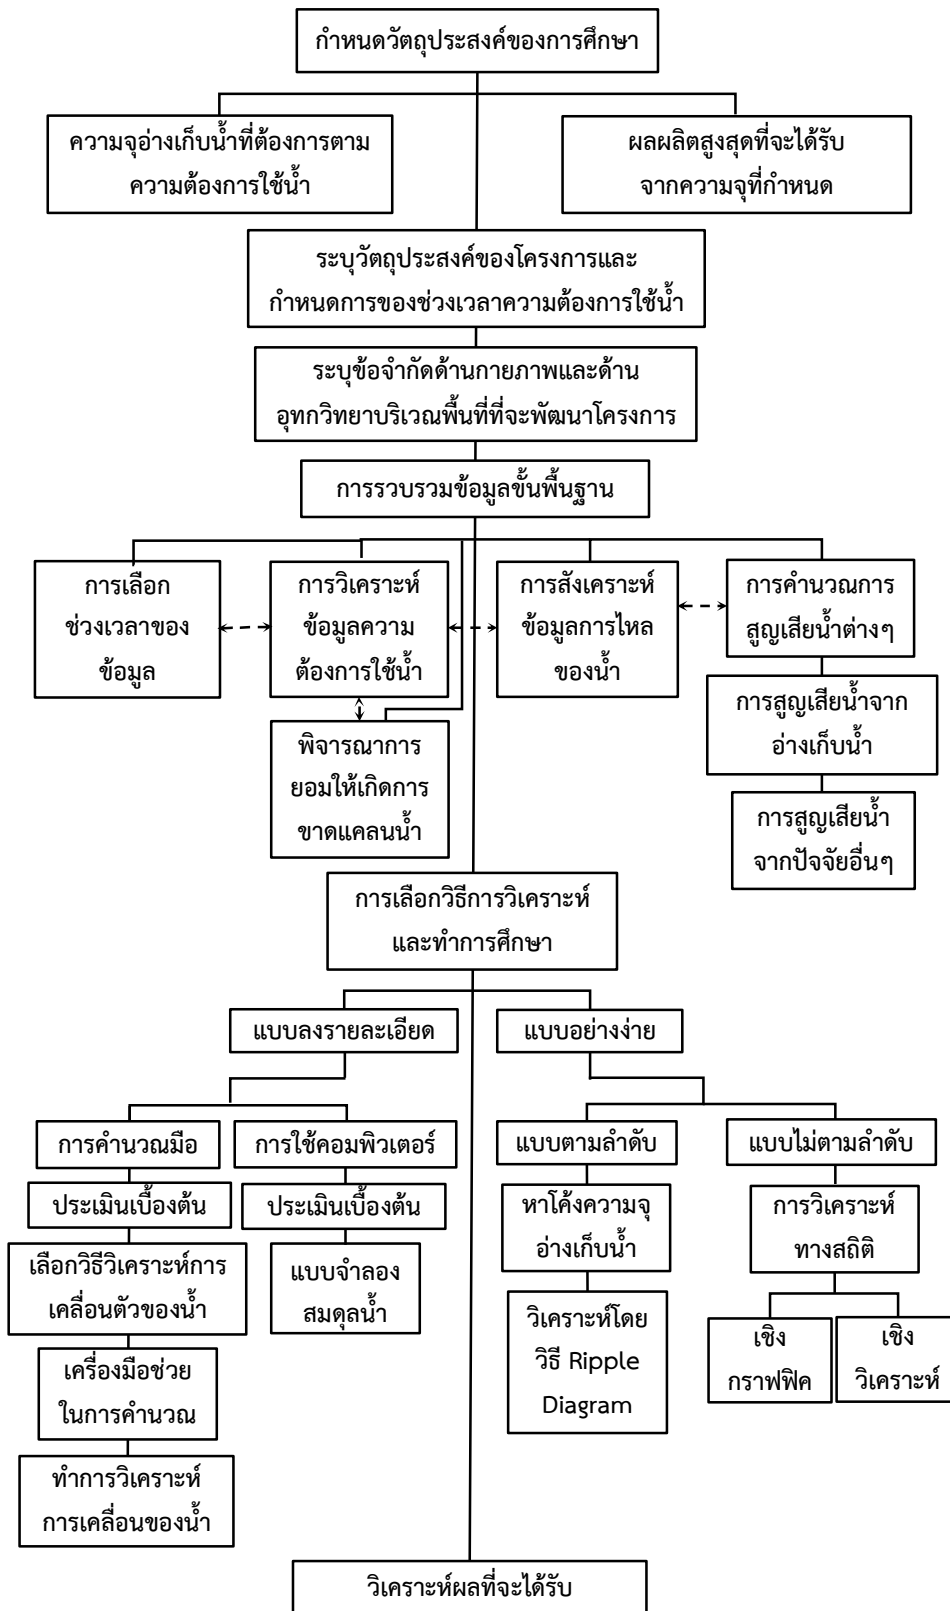 กำหนดวัตถุประสงค์ของการศึกษา
ความจุอ่างเก็บน้ำที่ต้องการตาม
ความต้องการใช้น้ำ
ผลผลิตสูงสุดที่จะได้รับ
จากความจุที่กำหนด
ระบุวัตถุประสงค์ของโครงการและ
กำหนดการของช่วงเวลาความต้องการใช้น้ำ
ระบุข้อจำกัดด้านกายภาพและด้าน
อุทกวิทยาบริเวณพื้นที่ที่จะพัฒนาโครงการ
การรวบรวมข้อมูลขั้นพื้นฐาน
การเลือก
ช่วงเวลาของ
ข้อมูล
การวิเคราะห์
ข้อมูลความ
ต้องการใช้น้ำ
การสังเคราะห์
ข้อมูลการไหล
ของน้ำ
การคำนวณการ
สูญเสียน้ำต่างๆ
การสูญเสียน้ำจาก
อ่างเก็บน้ำ
พิจารณาการ
ยอมให้เกิดการ
ขาดแคลนน้ำ
การสูญเสียน้ำ
จากปัจจัยอื่นๆ
การเลือกวิธีการวิเคราะห์
และทำการศึกษา
แบบลงรายละเอียด
แบบอย่างง่าย
การคำนวณมือ
การใช้คอมพิวเตอร์
แบบตามลำดับ
แบบไม่ตามลำดับ
ประเมินเบื้องต้น
ประเมินเบื้องต้น
หาโค้งความจุ
อ่างเก็บน้ำ
การวิเคราะห์
ทางสถิติ
เลือกวิธีวิเคราะห์การ
เคลื่อนตัวของน้ำ
แบบจำลอง
สมดุลน้ำ
วิเคราะห์โดย
วิธี Ripple
Diagram
เชิง
กราฟฟิค
เชิง
วิเคราะห์
เครื่องมือช่วย
ในการคำนวณ
ทำการวิเคราะห์
การเคลื่อนของน้ำ
วิเคราะห์ผลที่จะได้รับ